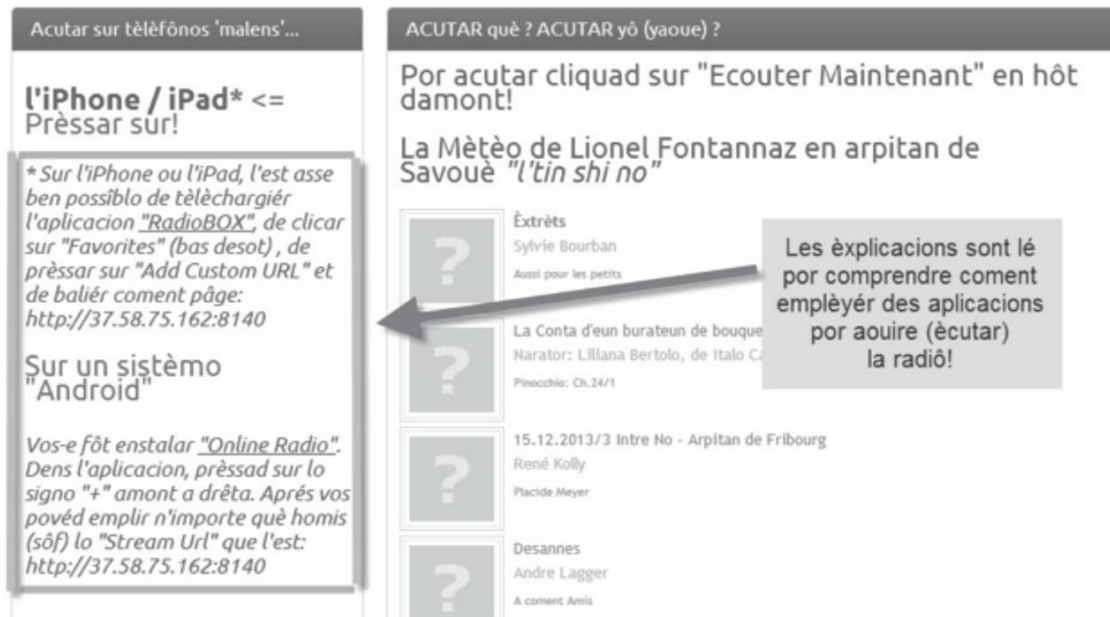 Acutar sur tèlèfônos 'malens'...
l'iPhone / iPad* <=
Prèssar sur!
* Sur l'iPhone ou l'iPad, l'est asse
ben possîblo de tèlèchargiér
l'aplicacion "RadioBOX", de clicar
sur "Favorites" (bas desot) , de
prèssar sur "Add Custom URL" et
de baliér coment pâge:
http://37.58.75.162:8140
Sur un sistèmo
"Android"
Vos-e fôt enstalar "Online Radio".
Dens l'aplicacion, prèssad sur lo
signo "+" amont a drêta. Aprés vos
povéd emplir n'importe què homis
(sôf) lo "Stream Url" que l'est:
http://37.58.75.162:8140
ACUTAR què ? ACUTAR yô (yaoue) ?
Por acutar cliquad sur "Ecouter Maintenant" en hôt
damont!
La Mètèo de Lionel Fontannaz en arpitan de
Savouè "l'tin shi no"
Èxtrèts
Sylvie Bourban
Aussi pour les petits
La Conta d'eun burateun de bouque
Narator: Liliana Bertolo, de Italo Ca
Pinocchio: Ch.24/1
15.12.2013/3 Intre No - Arpitan de Fribourg
René Kolly
Placide Meyer
Desannes
Andre Lagger
A coment Amis
Les èxplicacions sont lé
por comprendre coment
emplèyér des aplicacions
por aouire (ècutar)
la radiô!